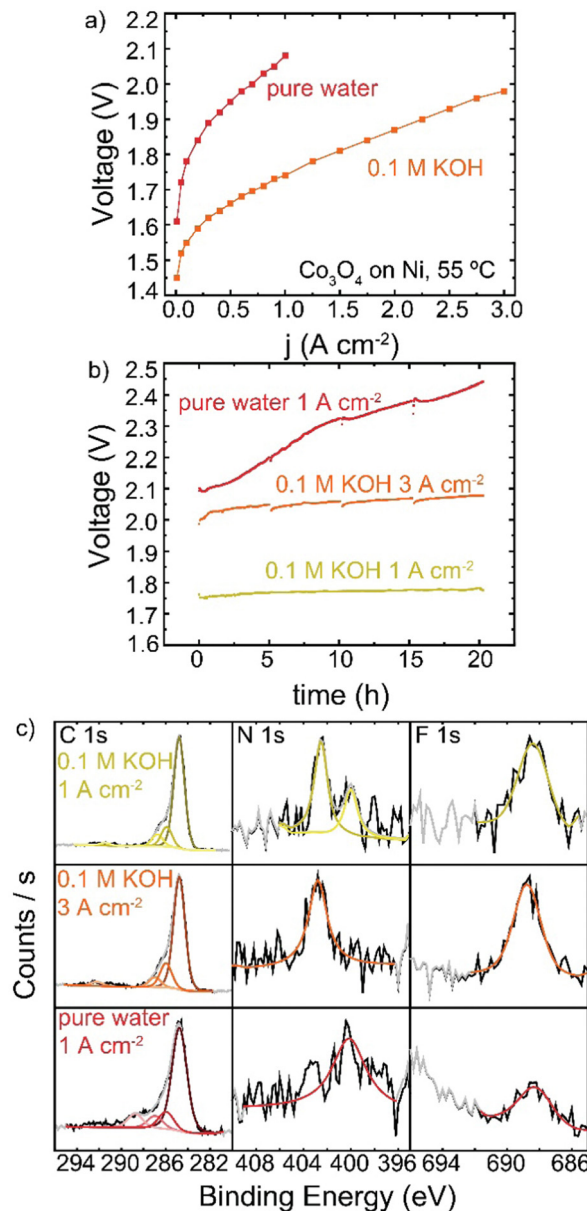 a)
2.2
2.1
2.0
1.9
1.8
1.7
1.6
1.5
1.4
Voltage (V)
pure water
0.1 M KOH
Co₃O₄ on Ni, 55 ºC
0.0 0.5 1.0 1.5 2.0 2.5 3.0
j (A cm⁻²)
b)
2.5
2.4
2.3
2.2
2.1
2.0
1.9
1.8
1.7
1.6
Voltage (V)
pure water 1 A cm⁻²
0.1 M KOH 3 A cm⁻²
0.1 M KOH 1 A cm⁻²
0 5 10 15 20
time (h)
c)
C 1s N 1s F 1s
0.1 M KOH
1 A cm⁻²
0.1 M KOH
3 A cm⁻²
pure water
1 A cm⁻²
Counts / s
294 290 286 282 408 404 400 396 694 690 686
Binding Energy (eV)